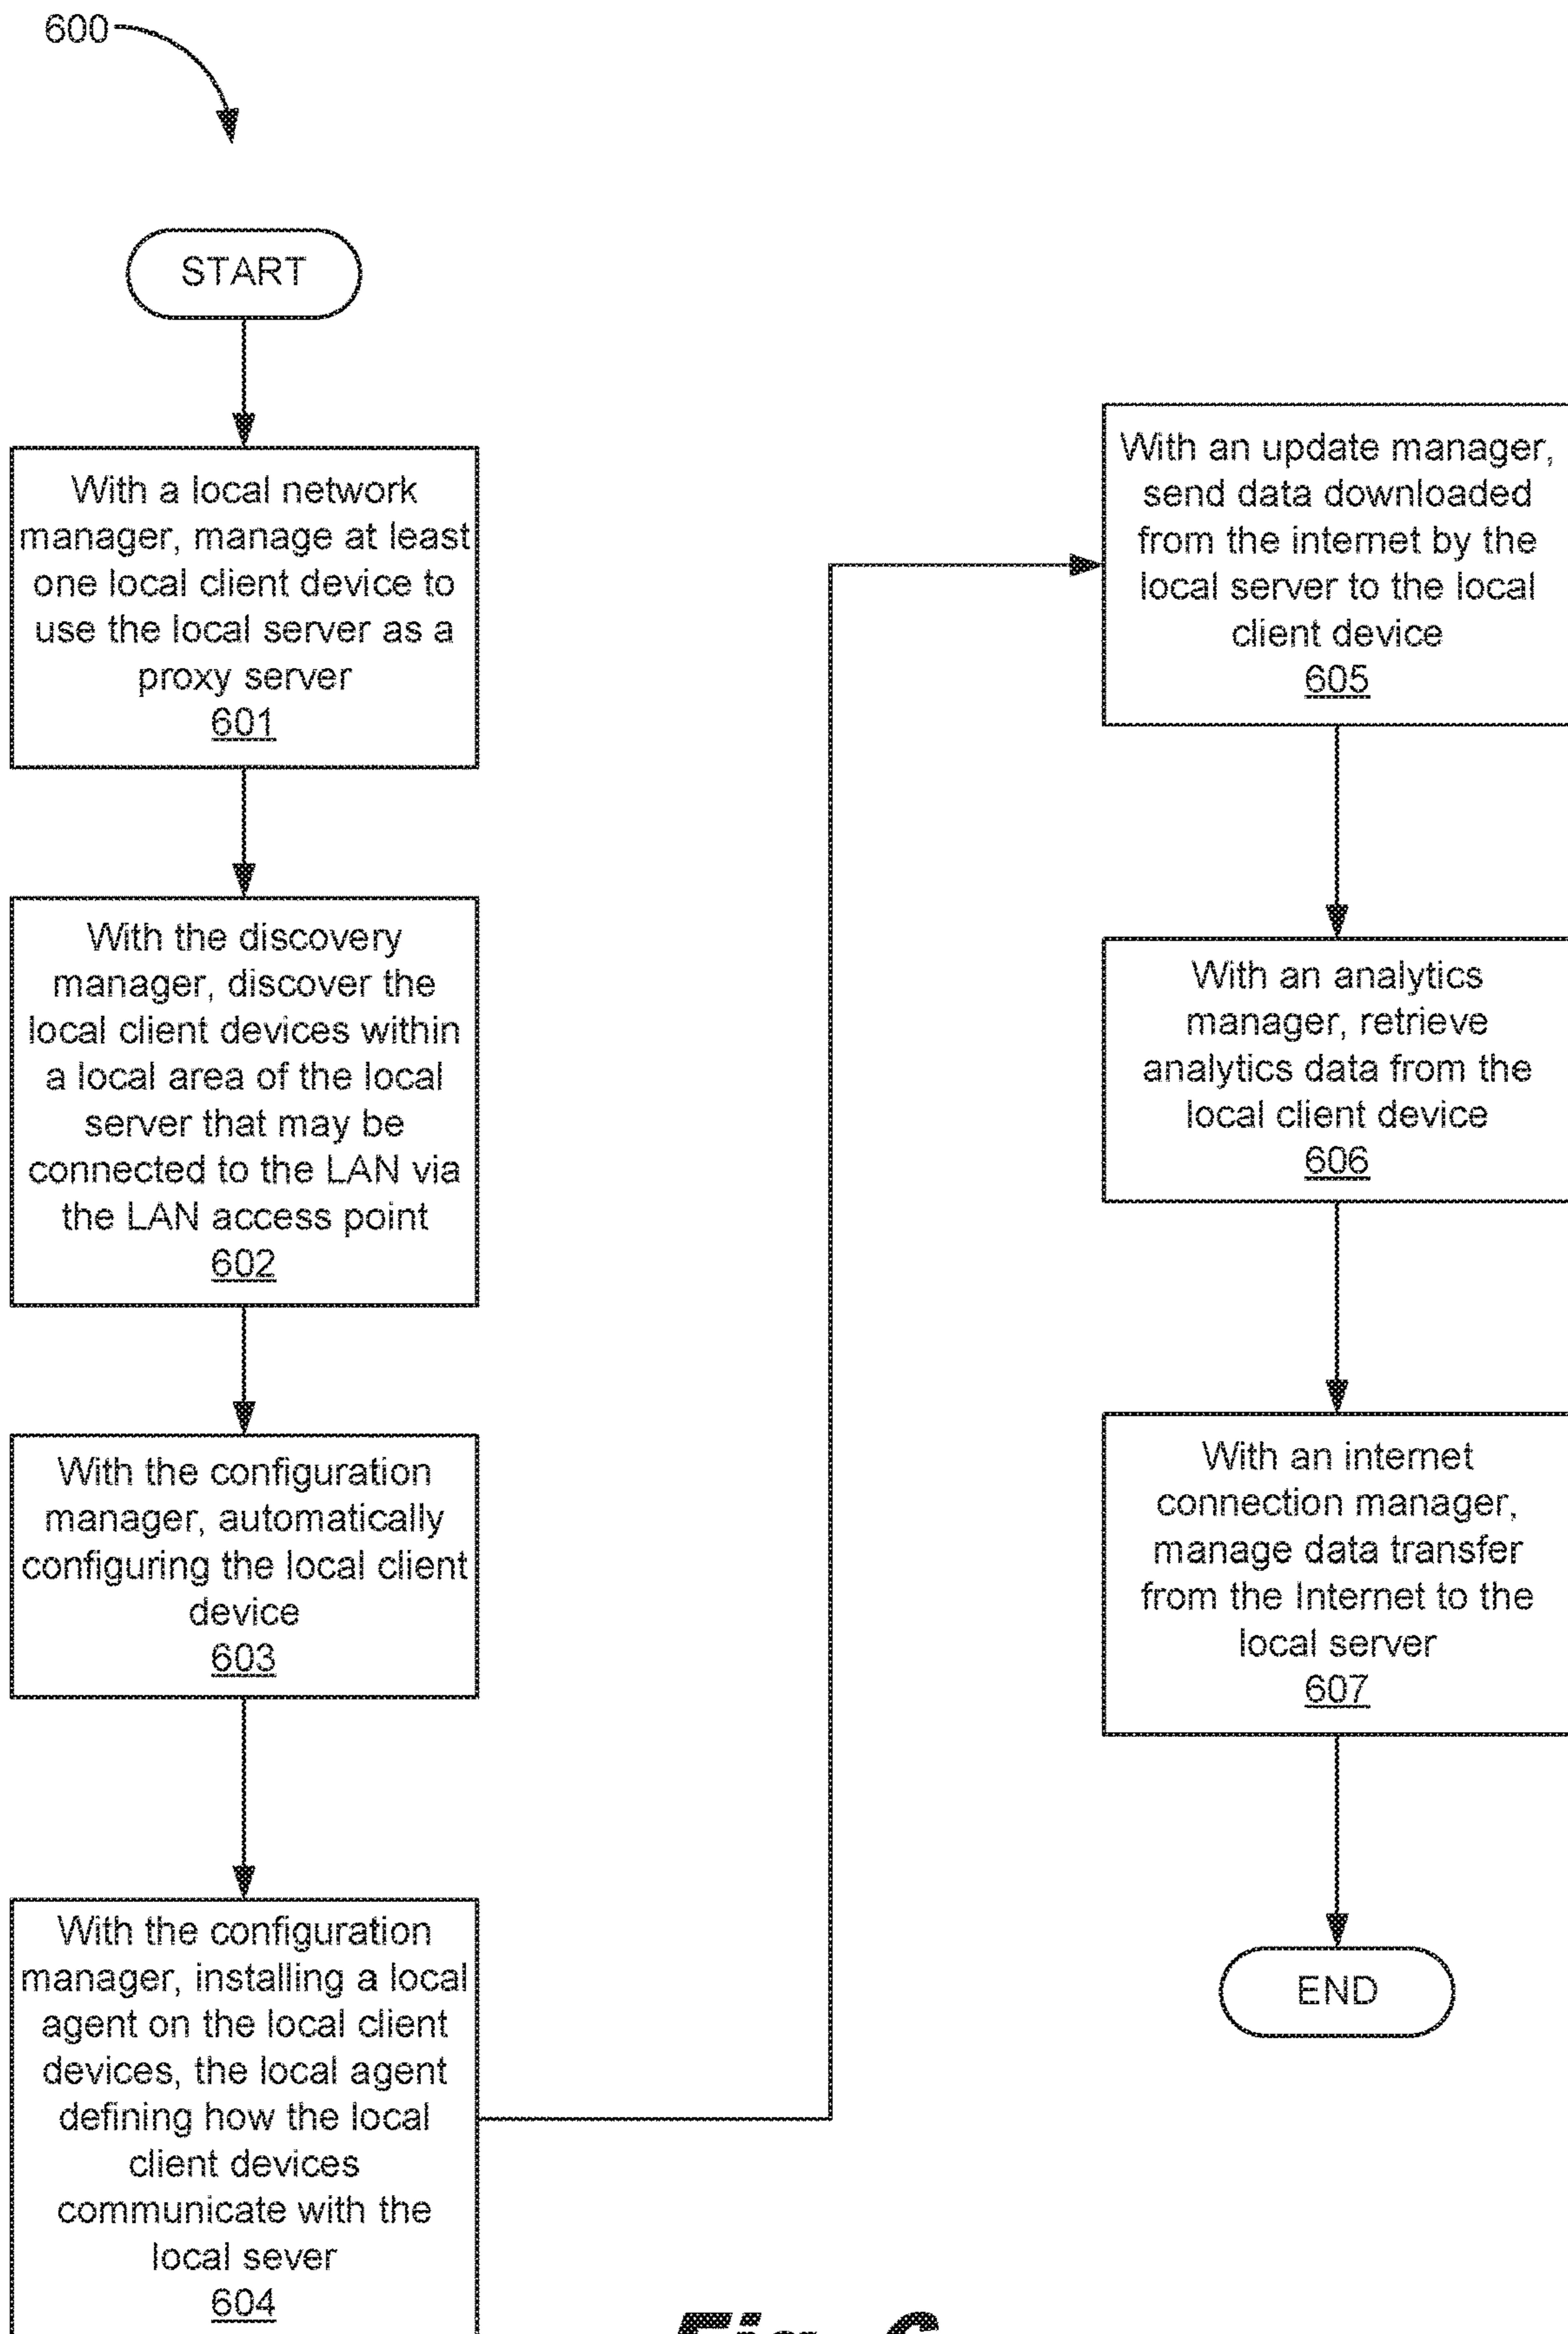 600
START
With a local network
manager, manage at least
one local client device to
use the local server as a
proxy server
601
With the discovery
manager, discover the
local client devices within
a local area of the local
server that may be
connected to the LAN via
the LAN access point
602
With the configuration
manager, automatically
configuring the local client
device
603
With the configuration
manager, installing a local
agent on the local client
devices, the local agent
defining how the local
client devices
communicate with the
local sever
604
With an update manager,
send data downloaded
from the internet by the
local server to the local
client device
605
With an analytics
manager, retrieve
analytics data from the
local client device
606
With an internet
connection manager,
manage data transfer
from the Internet to the
local server
607
END
Fig. 6